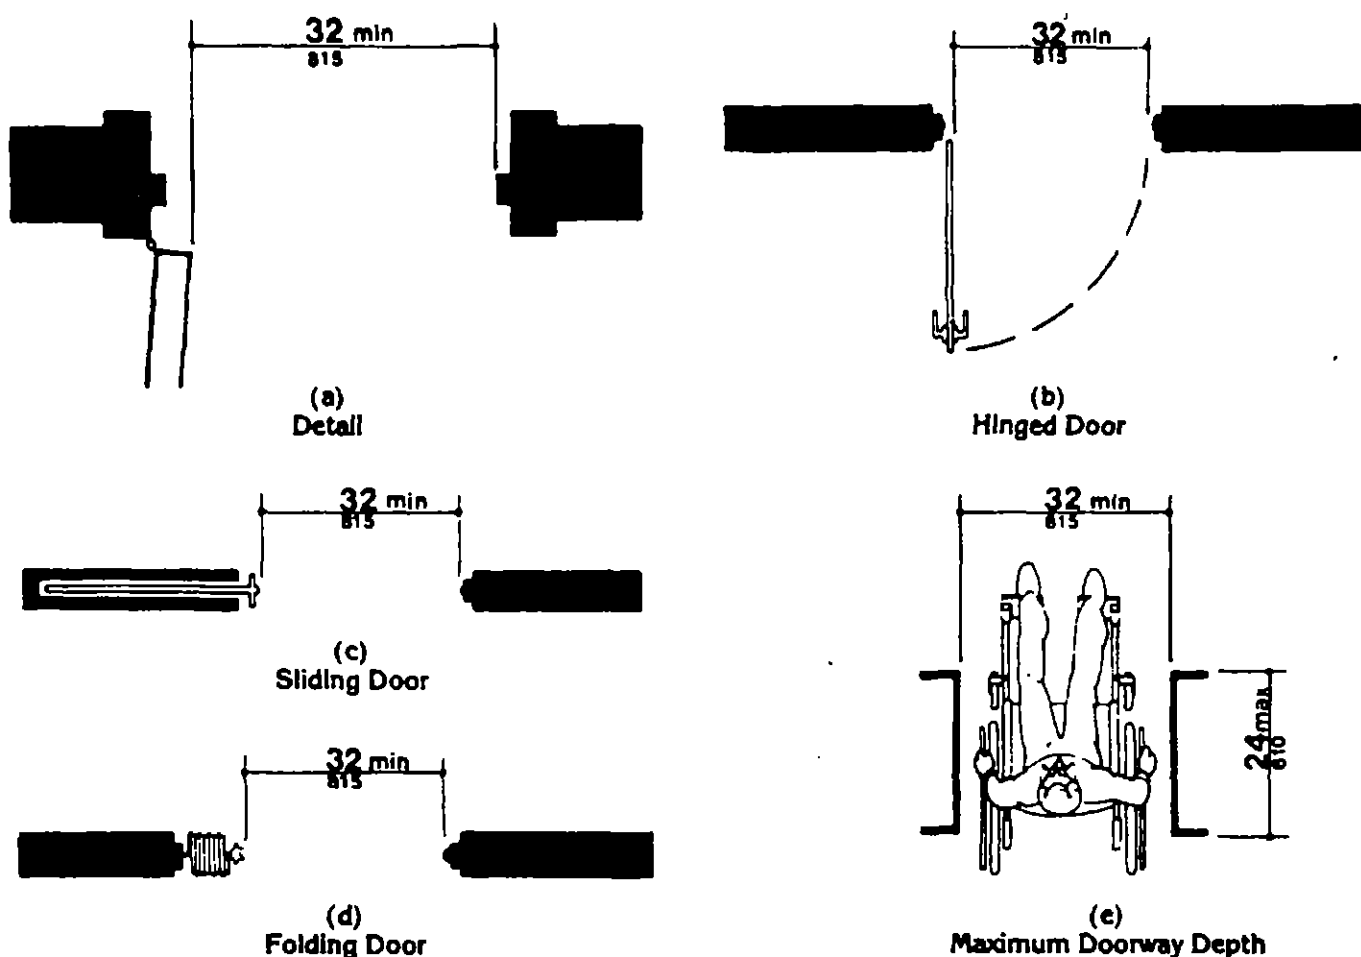 32 min
815
32 min
815
(a)
Detail
(b)
Hinged Door
32 min
815
32 min
815
(c)
Sliding Door
24 max
610
32 min
815
(d)
Folding Door
(e)
Maximum Doorway Depth